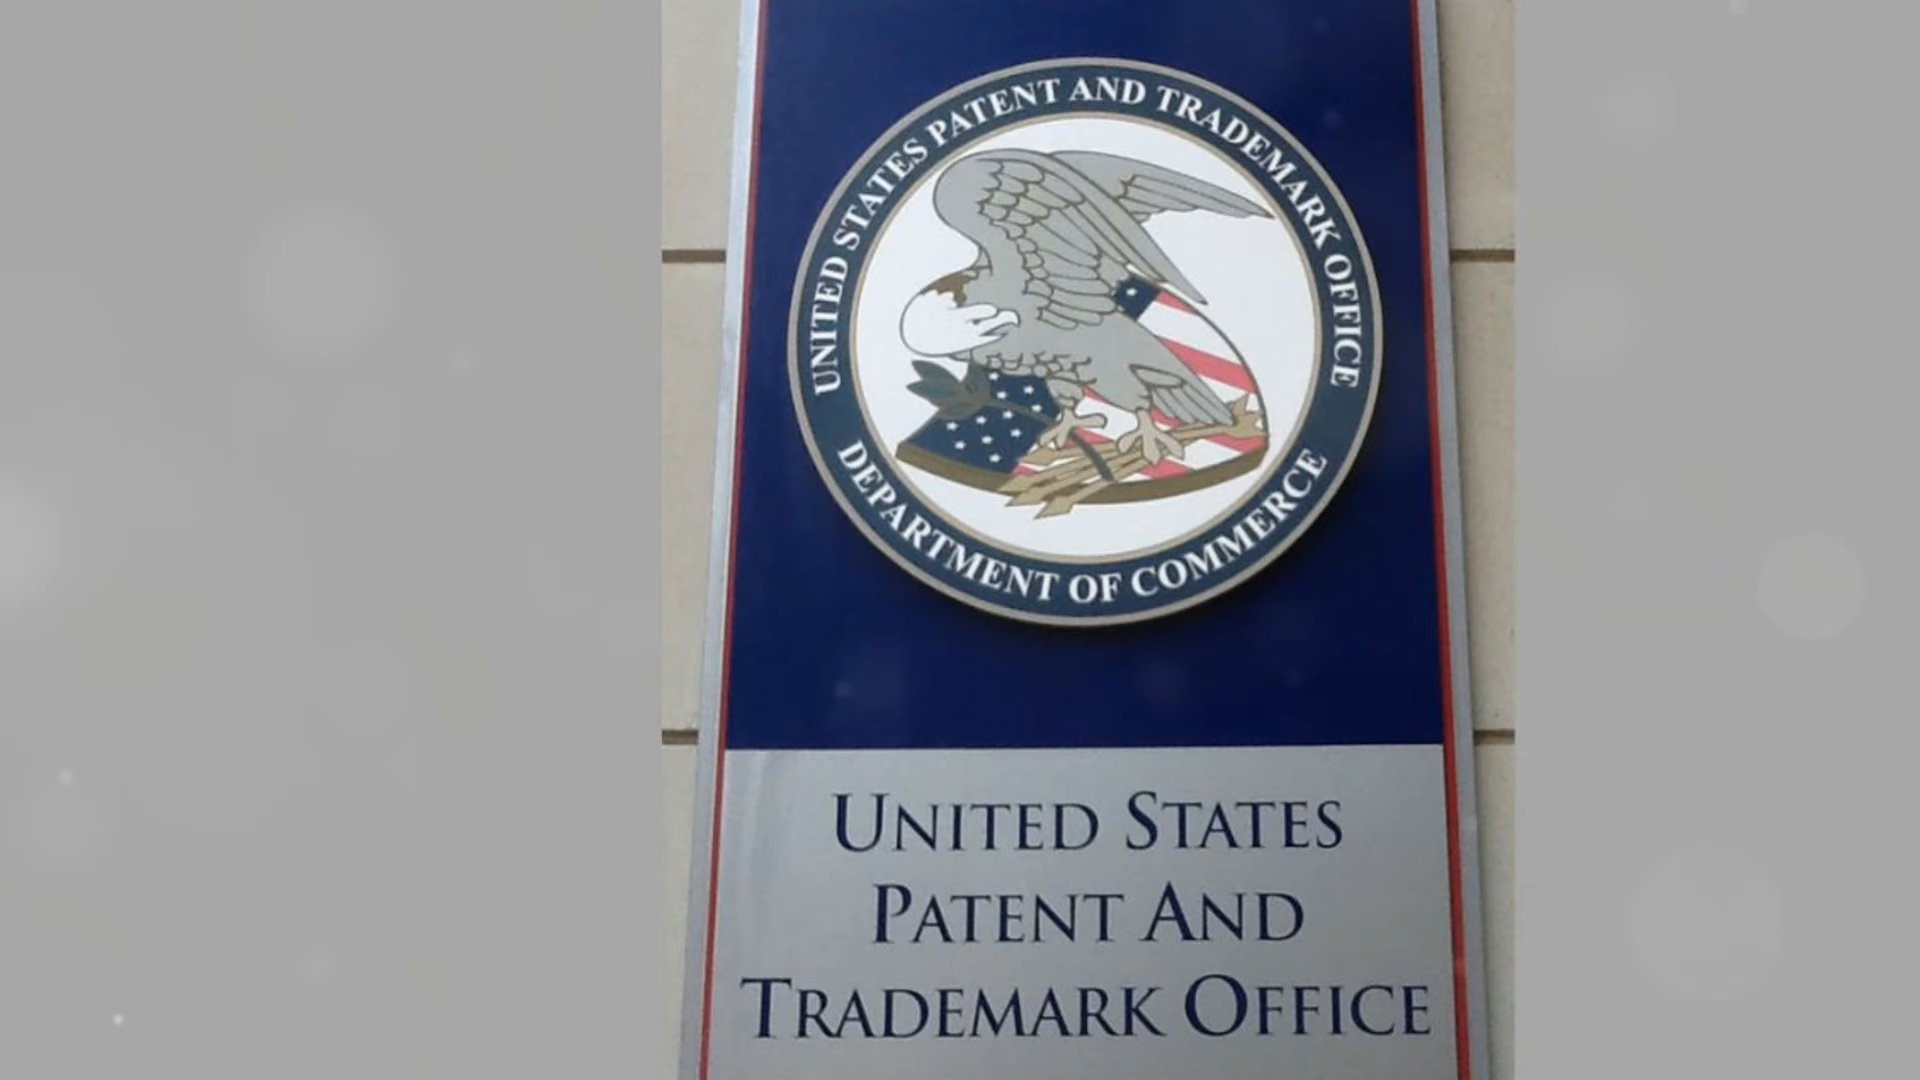 UNITED STATES PATENT AND TRADEMARK OFFICE
DEPARTMENT OF COMMERCE
UNITED STATES
PATENT AND
TRADEMARK OFFICE